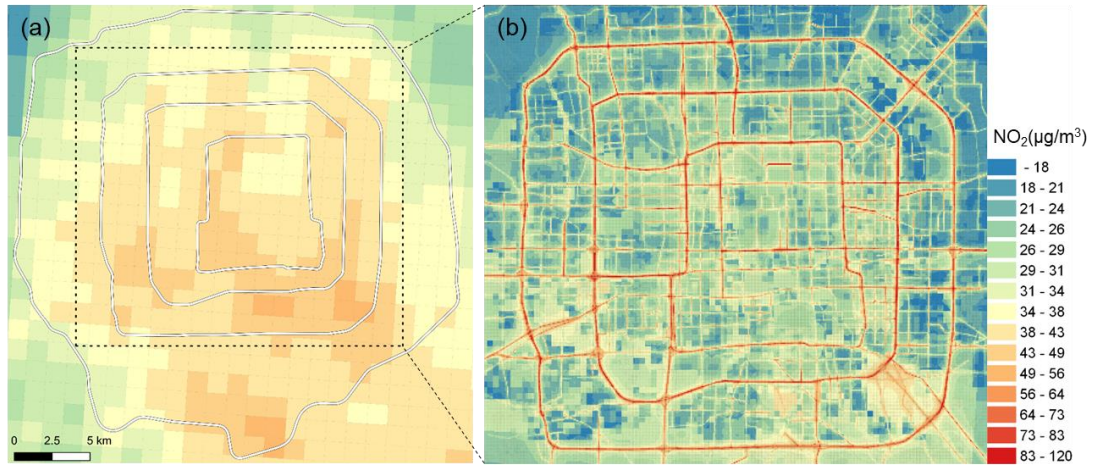 (a)
(b)
NO₂(μg/m³)
- 18
18 - 21
21 - 24
24 - 26
26 - 29
29 - 31
31 - 34
34 - 38
38 - 43
43 - 49
49 - 56
56 - 64
64 - 73
73 - 83
83 - 120
0 2.5 5 km